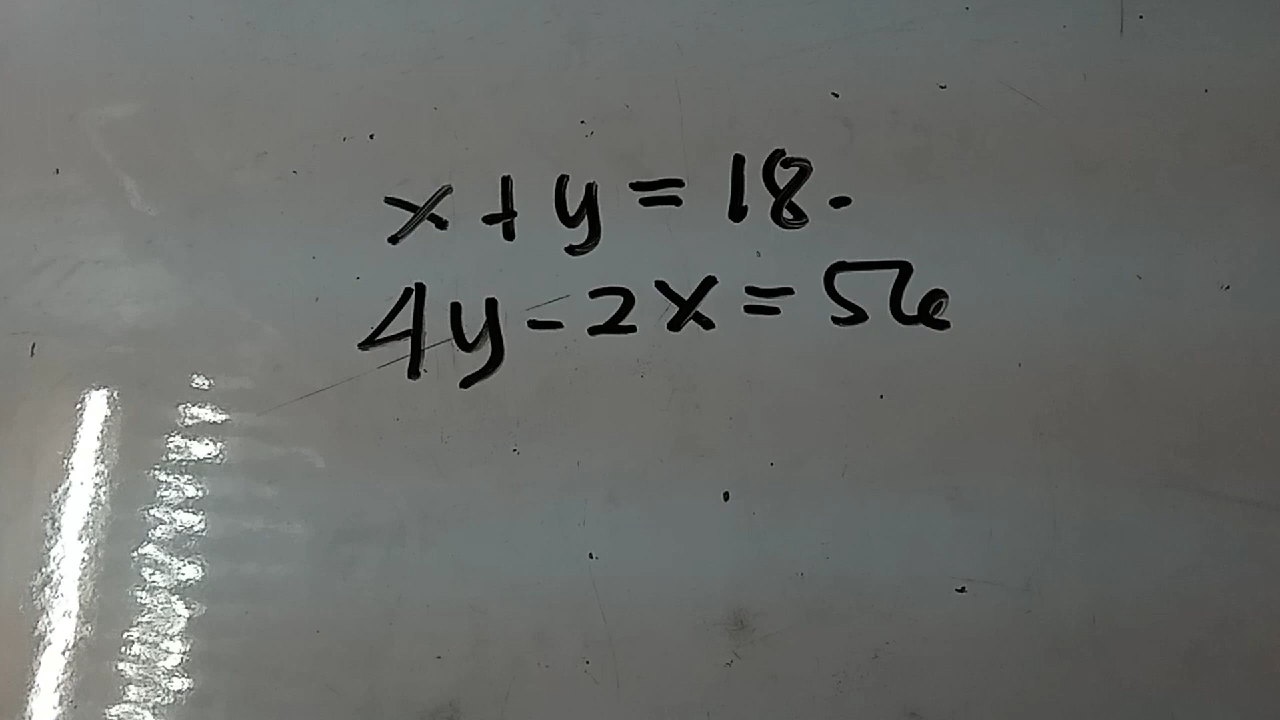 x + y = 18.
4y - 2x = 56